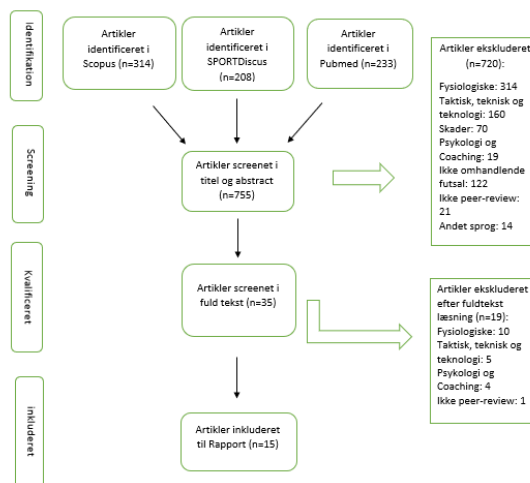 Identifikation
Artikler
identificeret i
Scopus (n=314)
Artikler
identificeret i
SPORTDiscus
(n=208)
Artikler
identificeret i
Pubmed (n=233)
Artikler ekskluderet
(n=720):
Fysiologiske: 314
Taktisk, teknisk og
teknologi: 160
Skader: 70
Psykologi og
Coaching: 19
Ikke omhandlende
futsal: 122
Ikke peer-review:
21
Andet sprog: 14
Screening
Artikler screenet i
titel og abstract
(n=755)
Kvalificeret
Artikler screenet i
fuld tekst (n=35)
Artikler ekskluderet
efter fuldtekst
læsning (n=19):
Fysiologiske: 10
Taktisk, teknisk og
teknologi: 5
Psykologi og
Coaching: 4
Ikke peer-review: 1
inkluderet
Artikler inkluderet
til Rapport (n=15)